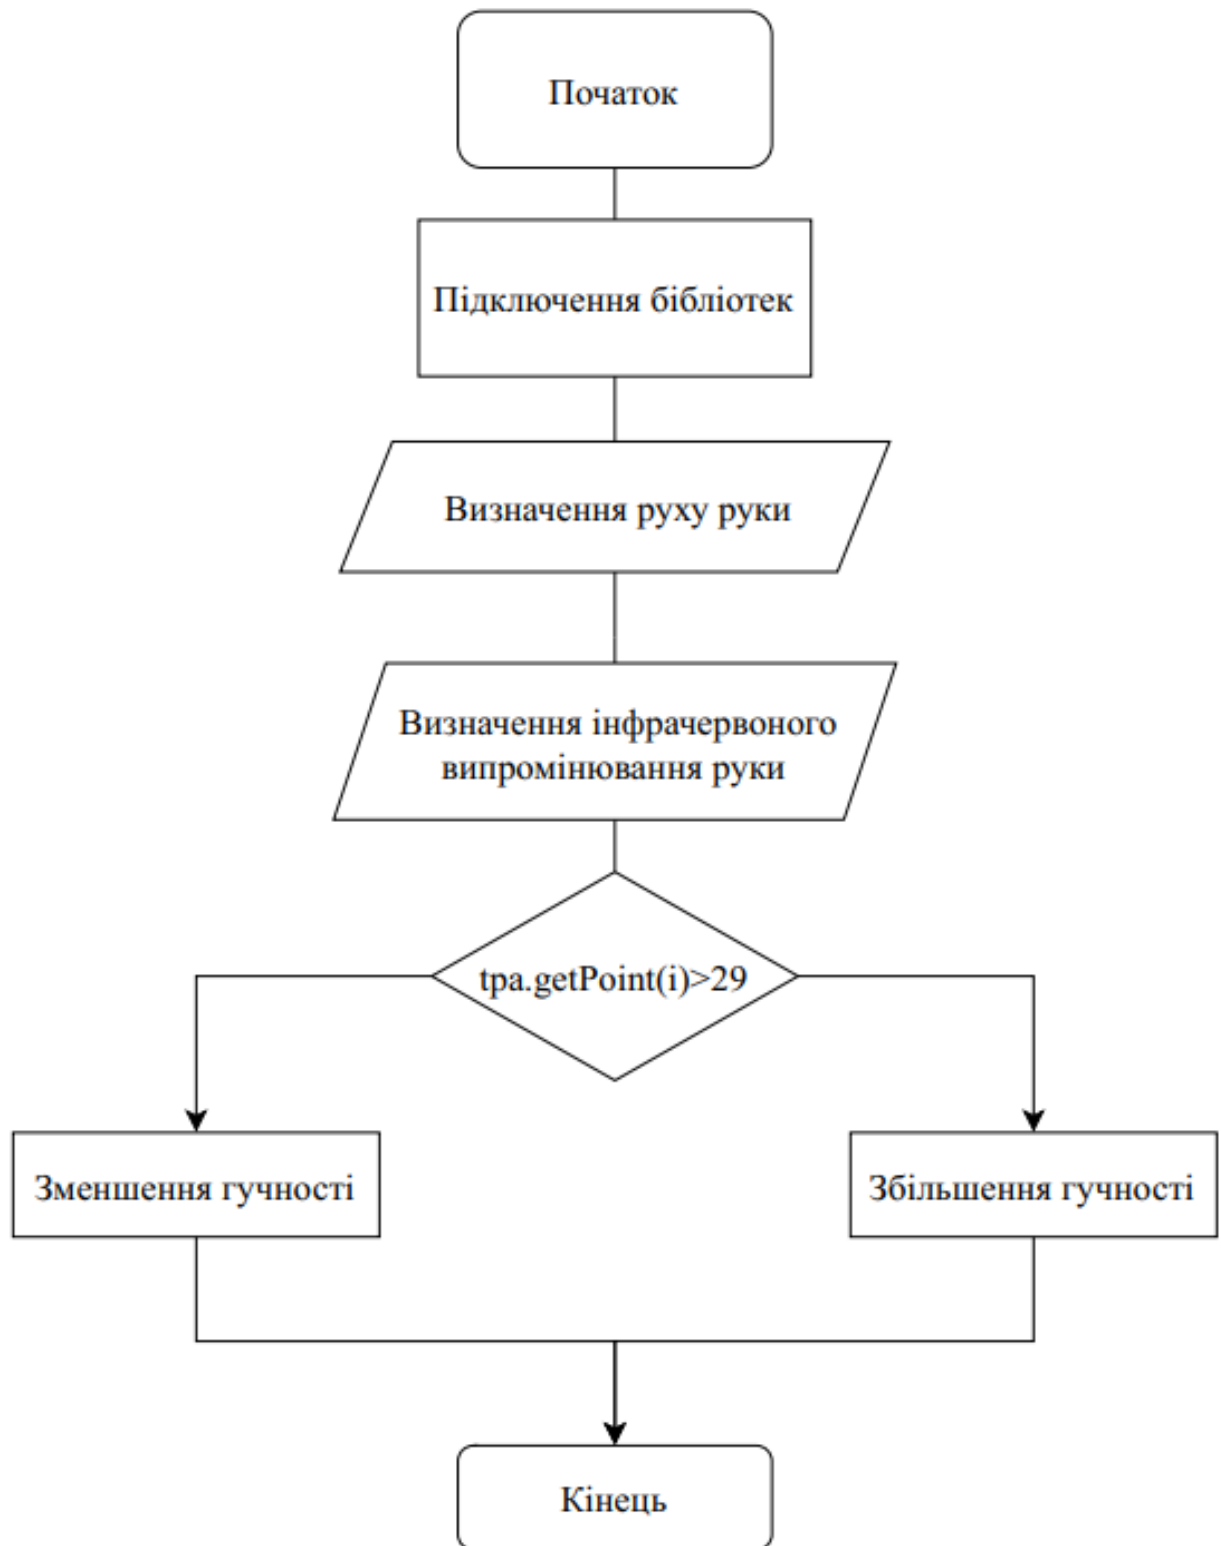 Початок
Підключення бібліотек
Визначення руху руки
Визначення інфрачервоного
випромінювання руки
tpa.getPoint(i)>29
Зменшення гучності
Збільшення гучності
Кінець